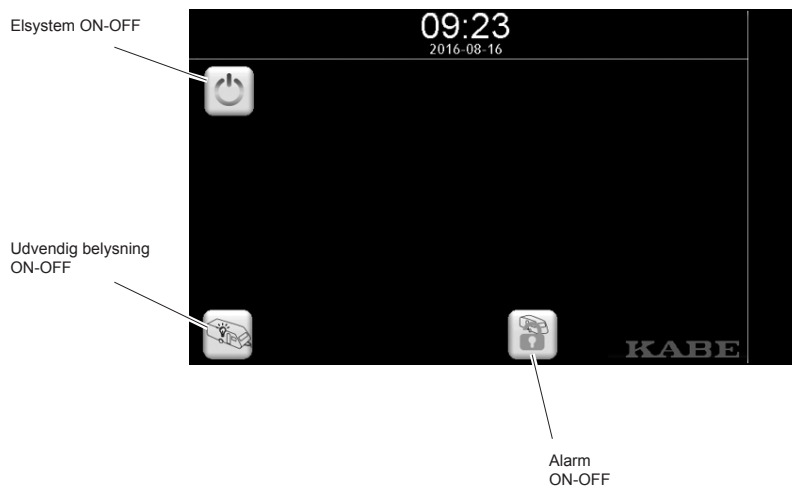 Elsystem ON-OFF
09:23
2016-08-16
Udvendig belysning
ON-OFF
KABE
Alarm
ON-OFF